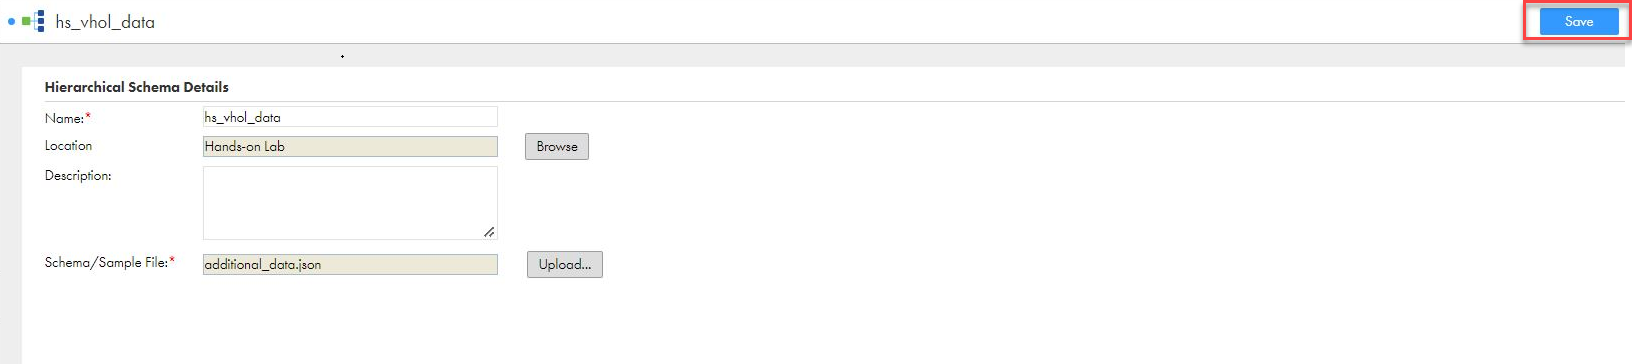 hs_vhol_data
Save
Hierarchical Schema Details
Name:* hs_vhol_data
Location Hands-on Lab Browse
Description:
Schema/Sample File:* additional_data.json Upload...